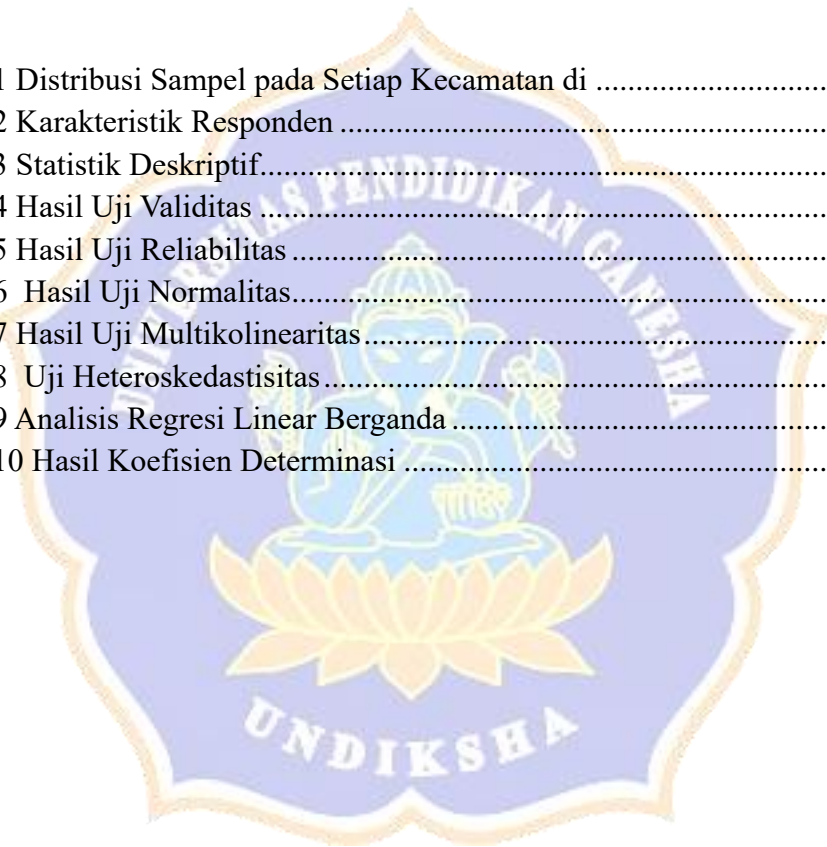 1 Distribusi Sampel pada Setiap Kecamatan di ............................
2 Karakteristik Responden ............................................................
3 Statistik Deskriptif.....................................................................
4 Hasil Uji Validitas .....................................................................
5 Hasil Uji Reliabilitas ..................................................................
6 Hasil Uji Normalitas..................................................................
7 Hasil Uji Multikolinearitas.........................................................
8 Uji Heteroskedastisitas..............................................................
9 Analisis Regresi Linear Berganda ..............................................
10 Hasil Koefisien Determinasi ....................................................
UNIVERSITAS PENDIDIKAN GANESHA
UNDIKSHA